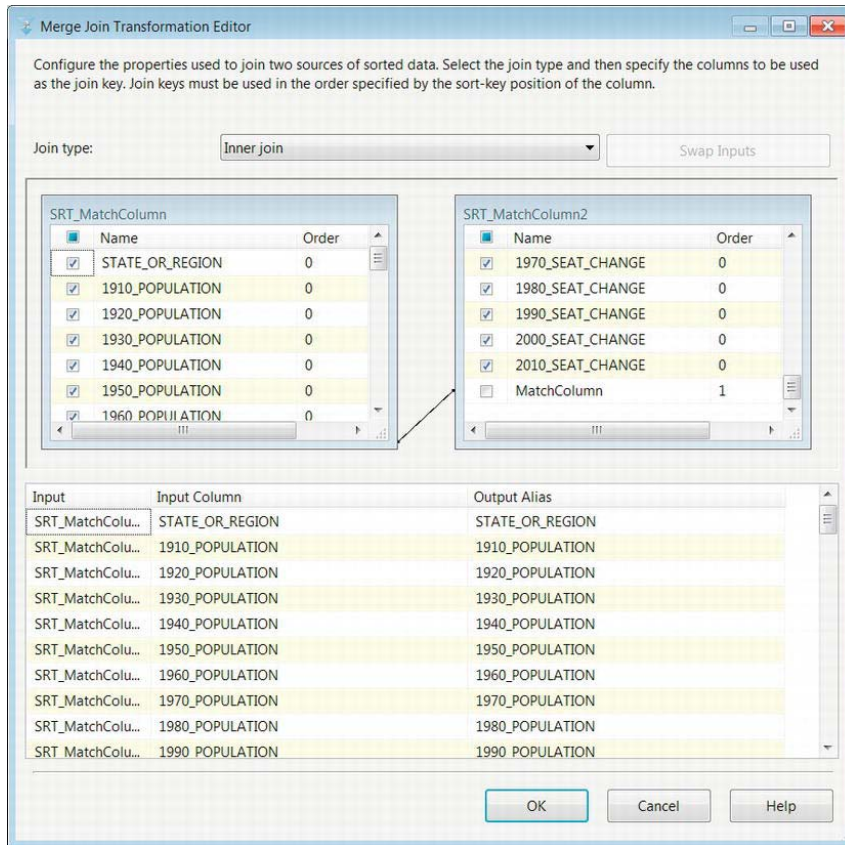 Merge Join Transformation Editor
Configure the properties used to join two sources of sorted data. Select the join type and then specify the columns to be used
as the join key. Join keys must be used in the order specified by the sort-key position of the column.
Join type:
Inner join
Swap Inputs
SRT_MatchColumn
Name Order
STATE_OR_REGION 0
1910_POPULATION 0
1920_POPULATION 0
1930_POPULATION 0
1940_POPULATION 0
1950_POPULATION 0
1960_POPULATION 0
SRT_MatchColumn2
Name Order
1970_SEAT_CHANGE 0
1980_SEAT_CHANGE 0
1990_SEAT_CHANGE 0
2000_SEAT_CHANGE 0
2010_SEAT_CHANGE 0
MatchColumn 1
Input Input Column Output Alias
SRT_MatchColu... STATE_OR_REGION STATE_OR_REGION
SRT_MatchColu... 1910_POPULATION 1910_POPULATION
SRT_MatchColu... 1920_POPULATION 1920_POPULATION
SRT_MatchColu... 1930_POPULATION 1930_POPULATION
SRT_MatchColu... 1940_POPULATION 1940_POPULATION
SRT_MatchColu... 1950_POPULATION 1950_POPULATION
SRT_MatchColu... 1960_POPULATION 1960_POPULATION
SRT_MatchColu... 1970_POPULATION 1970_POPULATION
SRT_MatchColu... 1980_POPULATION 1980_POPULATION
SRT_MatchColu... 1990_POPULATION 1990_POPULATION
OK
Cancel
Help